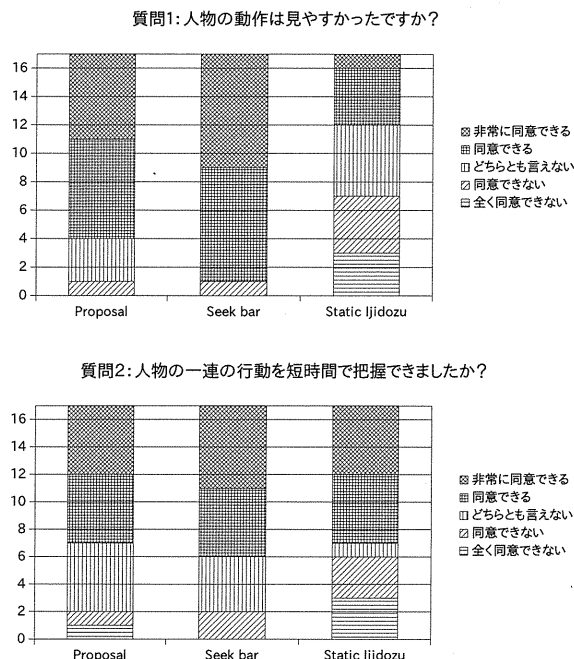 質問1:人物の動作は見やすかったですか?
16
14
12
10
8
6
4
2
0
Proposal
Seek bar
Static Ijidozu
非常に同意できる
同意できる
どちらとも言えない
同意できない
全く同意できない
質問2:人物の一連の行動を短時間で把握できましたか?
16
14
12
10
8
6
4
2
0
Proposal
Seek bar
Static Ijidozu
非常に同意できる
同意できる
どちらとも言えない
同意できない
全く同意できない